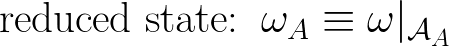 reduced state: ω_A ≡ ω|_{𝒜_A}